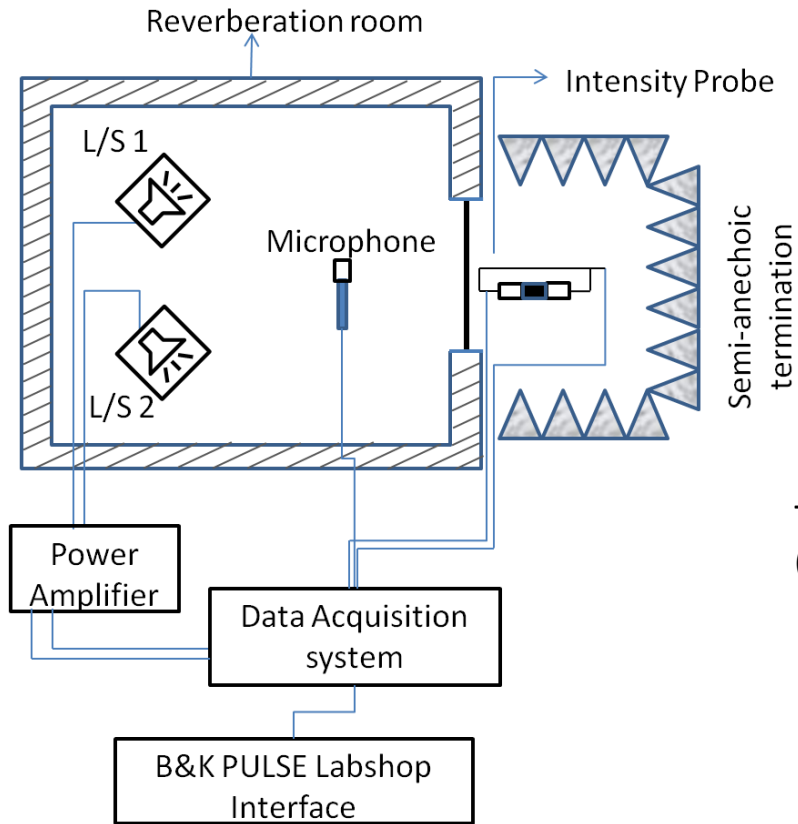 Reverberation room
Intensity Probe
L/S 1
Microphone
L/S 2
Semi-anechoic
termination
Power
Amplifier
Data Acquisition
system
B&K PULSE Labshop
Interface